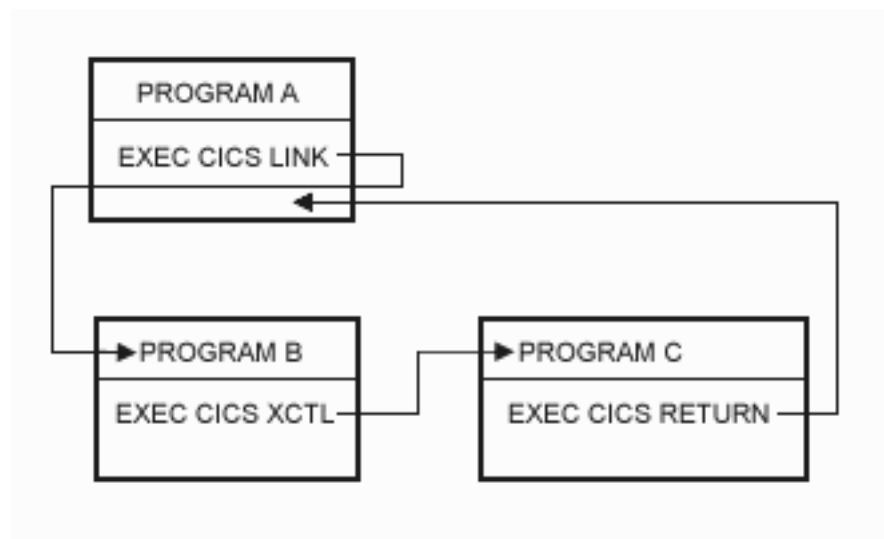 PROGRAM A
EXEC CICS LINK
PROGRAM B
EXEC CICS XCTL
PROGRAM C
EXEC CICS RETURN